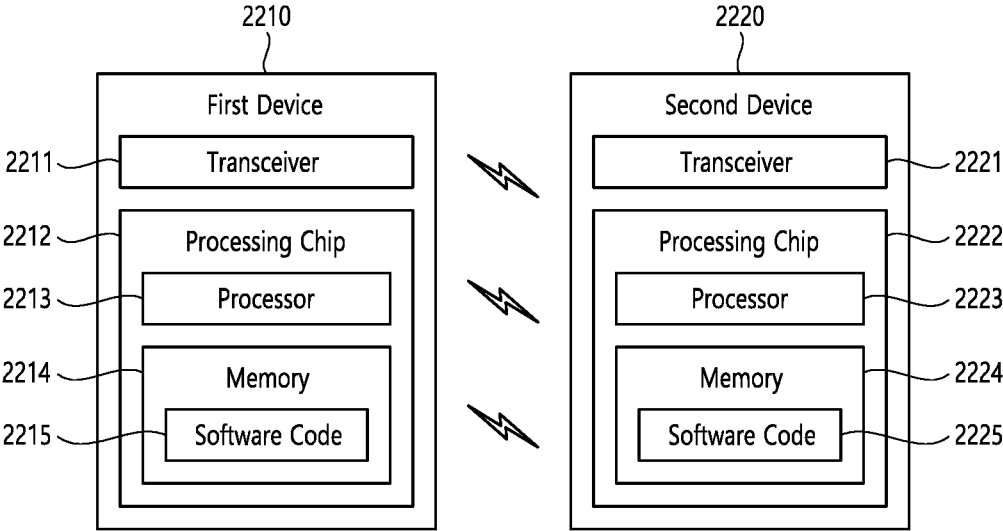 2210
2220
First Device
Second Device
2211
Transceiver
Transceiver
2221
2212
Processing Chip
Processing Chip
2222
2213
Processor
Processor
2223
2214
Memory
Memory
2224
2215
Software Code
Software Code
2225